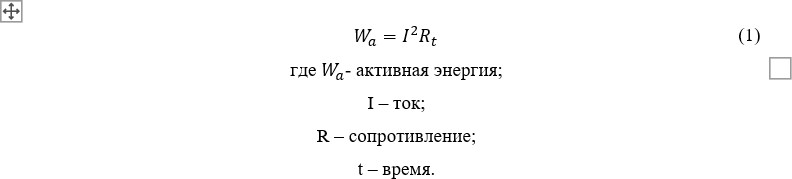 Wₐ = I²Rₜ (1)
где Wₐ- активная энергия;
I – ток;
R – сопротивление;
t – время.